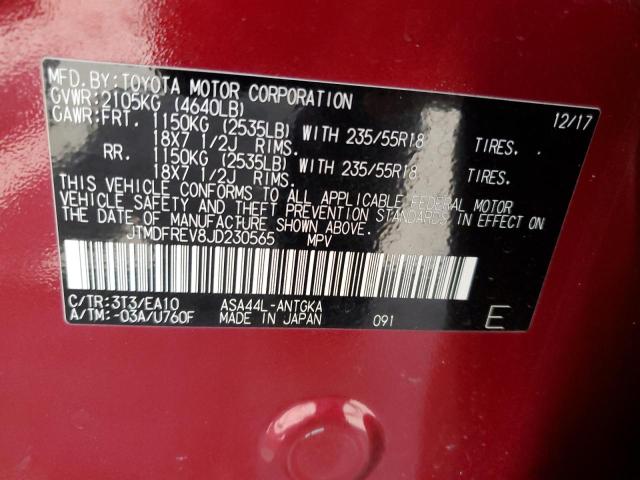 MFD.BY:TOYOTA MOTOR CORPORATION 12/17
GVWR:2105KG (4640LB)
GAWR:FRT. 1150KG (2535LB) WITH 235/55R18 TIRES.
18X7 1/2J RIMS.
RR. 1150KG (2535LB) WITH 235/55R18 TIRES.
18X7 1/2J RIMS.
THIS VEHICLE CONFORMS TO ALL APPLICABLE FEDERAL MOTOR
VEHICLE SAFETY AND THEFT PREVENTION STANDARDS IN EFFECT ON
THE DATE OF MANUFACTURE SHOWN ABOVE.
JTMDFREV8JD230565 MPV
C/TR:3T3/EA10 ASA44L-ANTGKA
A/TM:-03A/U760F MADE IN JAPAN 091 E